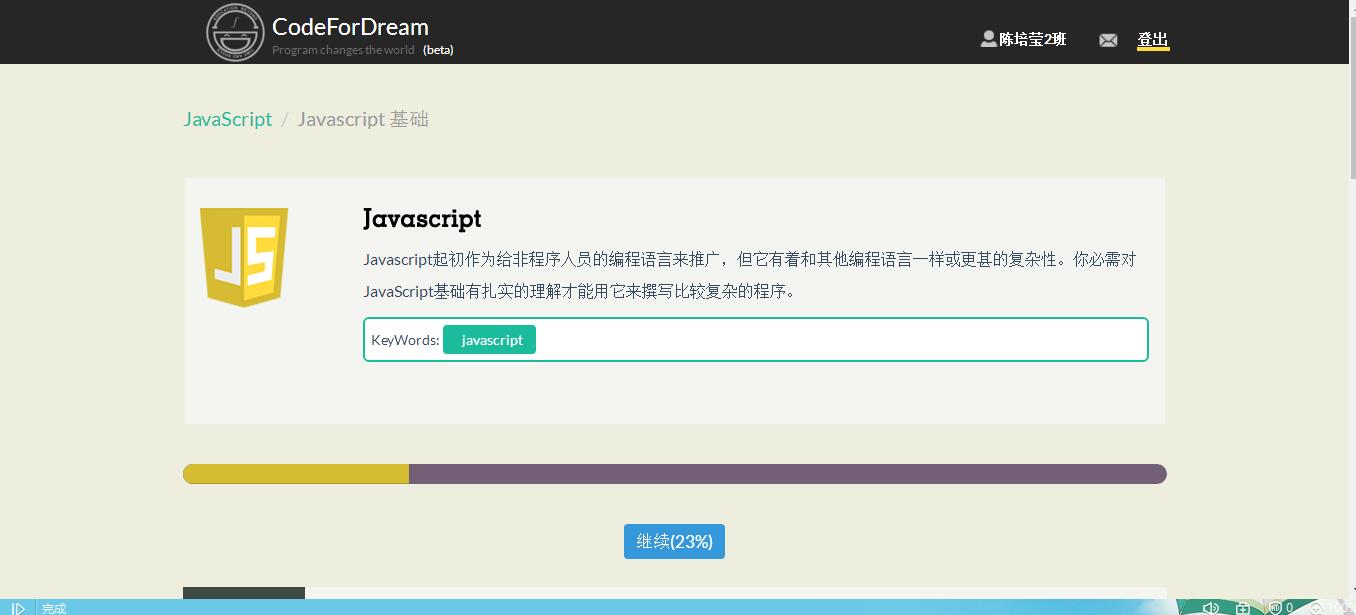 CodeForDream
Program changes the world (beta)
陈培莹2班
登出
JavaScript / Javascript 基础
JS
Javascript
Javascript起初作为给非程序人员的编程语言来推广，但它有着和其他编程语言一样或更甚的复杂性。你必需对
JavaScript基础有扎实的理解才能用它来撰写比较复杂的程序。
KeyWords: javascript
继续(23%)
完成
0